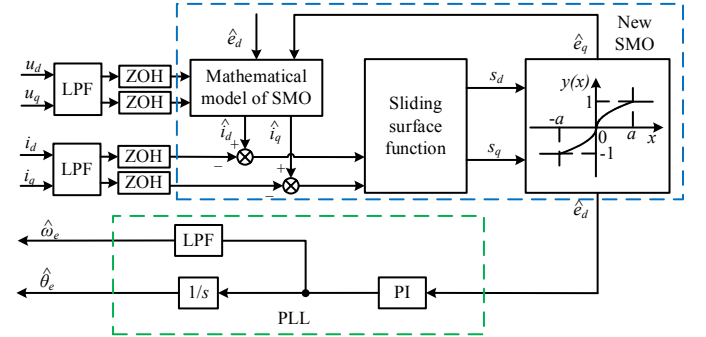 New
SMO
ê_d
ê_q
u_d
u_q
LPF
ZOH
ZOH
Mathematical
model of SMO
î_d
î_q
i_d
i_q
LPF
ZOH
ZOH
+
−
+
−
Sliding
surface
function
s_d
s_q
y(x)
1
-a
0
a
x
-1
ê_d
ω̂_e
LPF
θ̂_e
1/s
PI
PLL